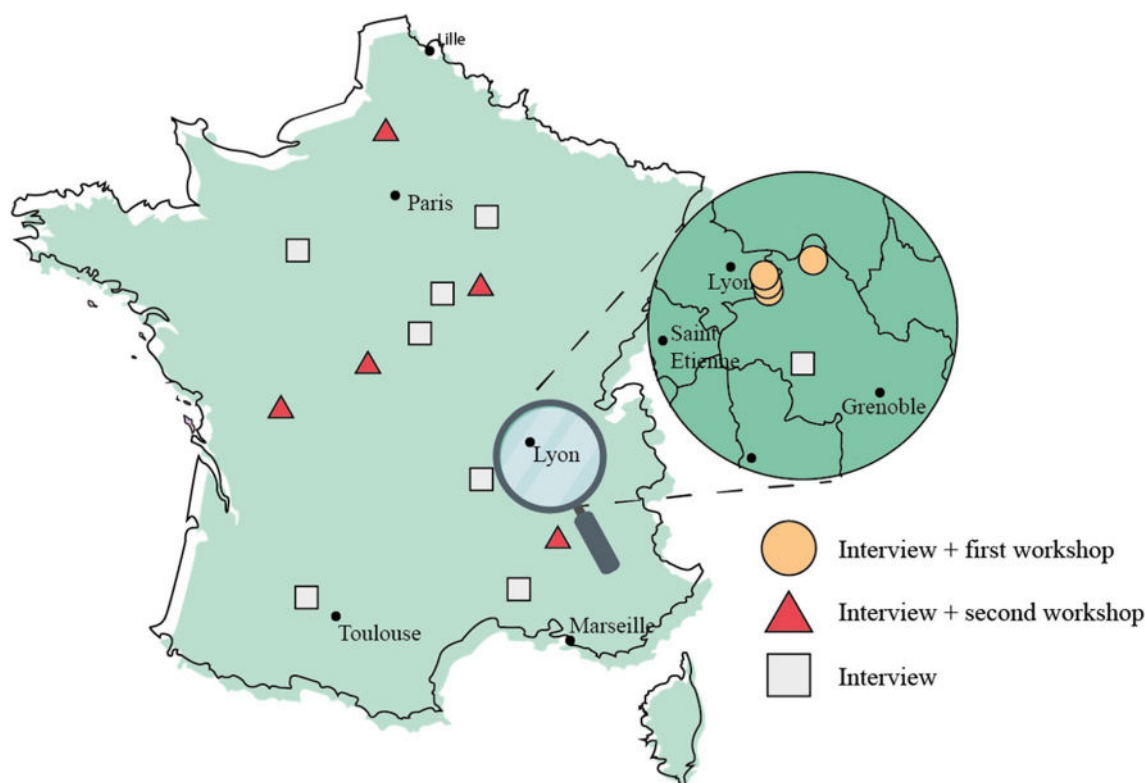 Lille
Paris
Lyon
Saint
Etienne
Grenoble
Lyon
Toulouse
Marseille
Interview + first workshop
Interview + second workshop
Interview